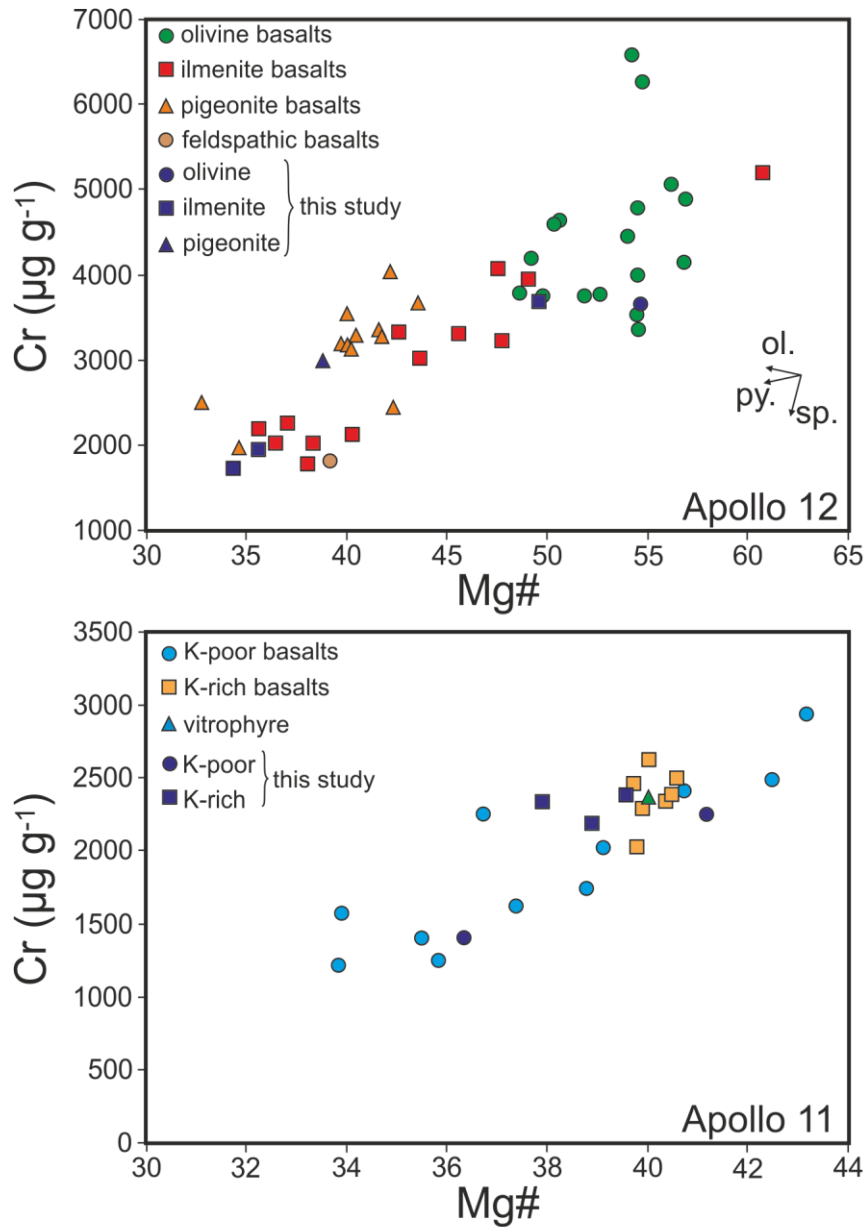 7000
6000
5000
4000
3000
2000
1000
Cr (µg g⁻¹)
olivine basalts
ilmenite basalts
pigeonite basalts
feldspathic basalts
olivine
ilmenite
pigeonite
this study
ol.
py.
sp.
Apollo 12
30 35 40 45 50 55 60 65
Mg#
3500
3000
2500
2000
1500
1000
500
0
Cr (µg g⁻¹)
K-poor basalts
K-rich basalts
vitrophyre
K-poor
K-rich
this study
Apollo 11
30 34 36 38 40 42 44
Mg#